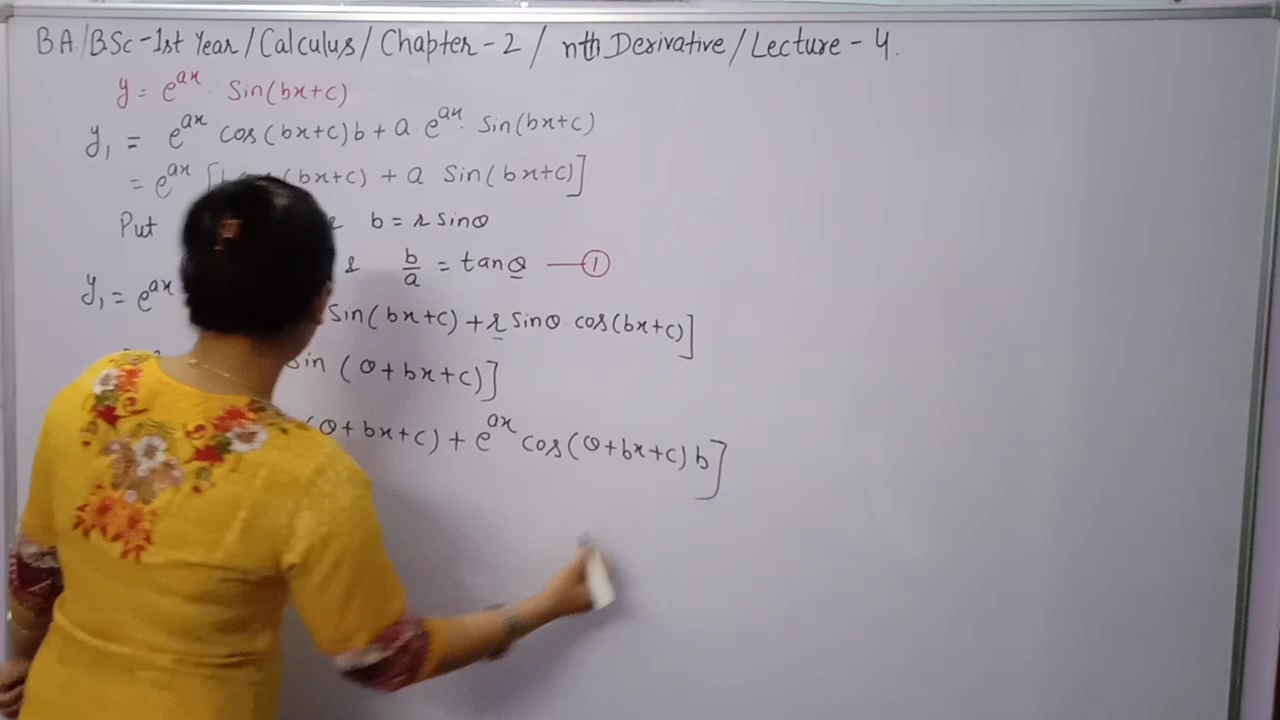 BA/BSc-1st Year/Calculus/Chapter-2/nth Derivative/Lecture-4.
y = e^ax . Sin(bx+c)
y₁ = e^ax cos(bx+c)b + a.e^ax. Sin(bx+c)
= e^ax [b (bx+c) + a Sin(bx+c)]
Put b = r sinθ
& b/a = tanθ —①
y₁ = e^ax Sin(bx+c) + r sinθ.cos(bx+c)]
sin (θ+bx+c)]
(θ+bx+c) + e^ax cos(θ+bx+c)b]